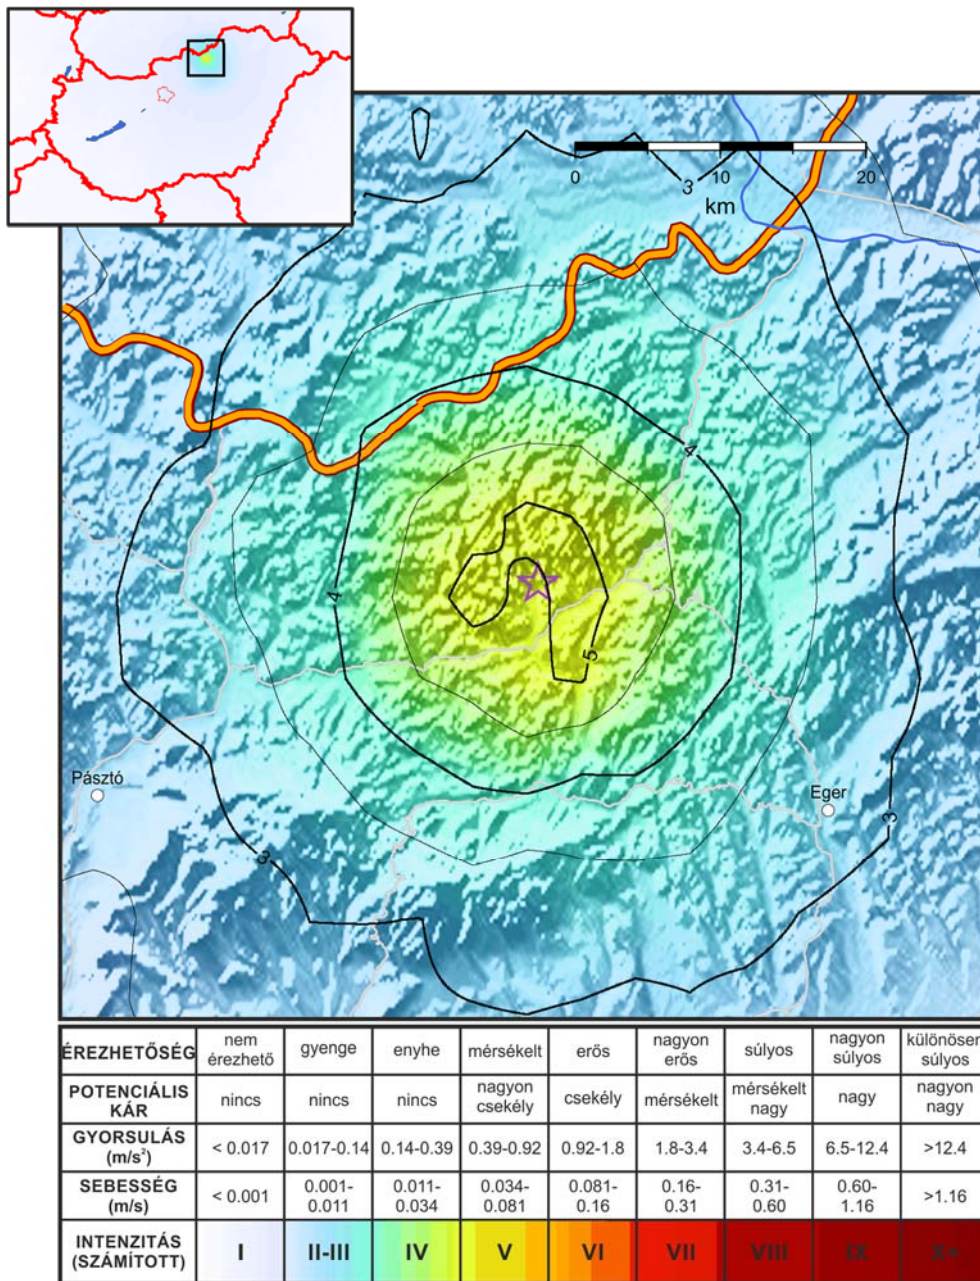 3
0
10
20
km
4
4
5
Pásztó
Eger
3
3
ÉREZHETŐSÉG nem érezhető gyenge enyhe mérsékelt erős nagyon erős súlyos nagyon súlyos különösen súlyos
POTENCIÁLIS KÁR nincs nincs nincs nagyon csekély csekély mérsékelt mérsékelt nagy nagy nagyon nagy
GYORSULÁS (m/s²) < 0.017 0.017-0.14 0.14-0.39 0.39-0.92 0.92-1.8 1.8-3.4 3.4-6.5 6.5-12.4 >12.4
SEBESSÉG (m/s) < 0.001 0.001-0.011 0.011-0.034 0.034-0.081 0.081-0.16 0.16-0.31 0.31-0.60 0.60-1.16 >1.16
INTENZITÁS (SZÁMÍTOTT) I II-III IV V VI VII VIII IX X+